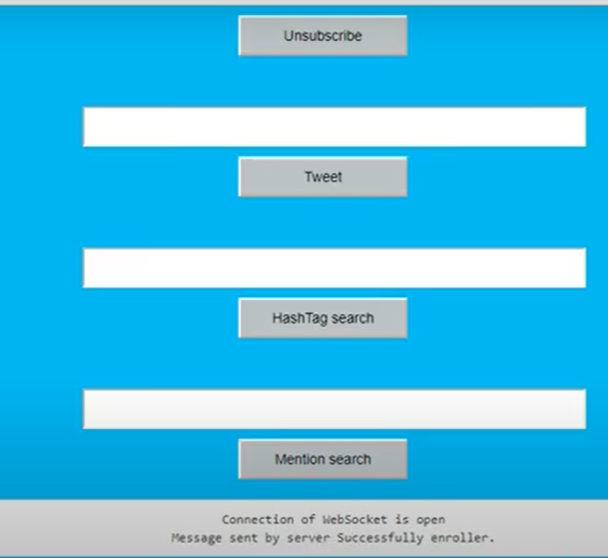 Unsubscribe
Tweet
HashTag search
Mention search
Connection of WebSocket is open
Message sent by server Successfully enroller.